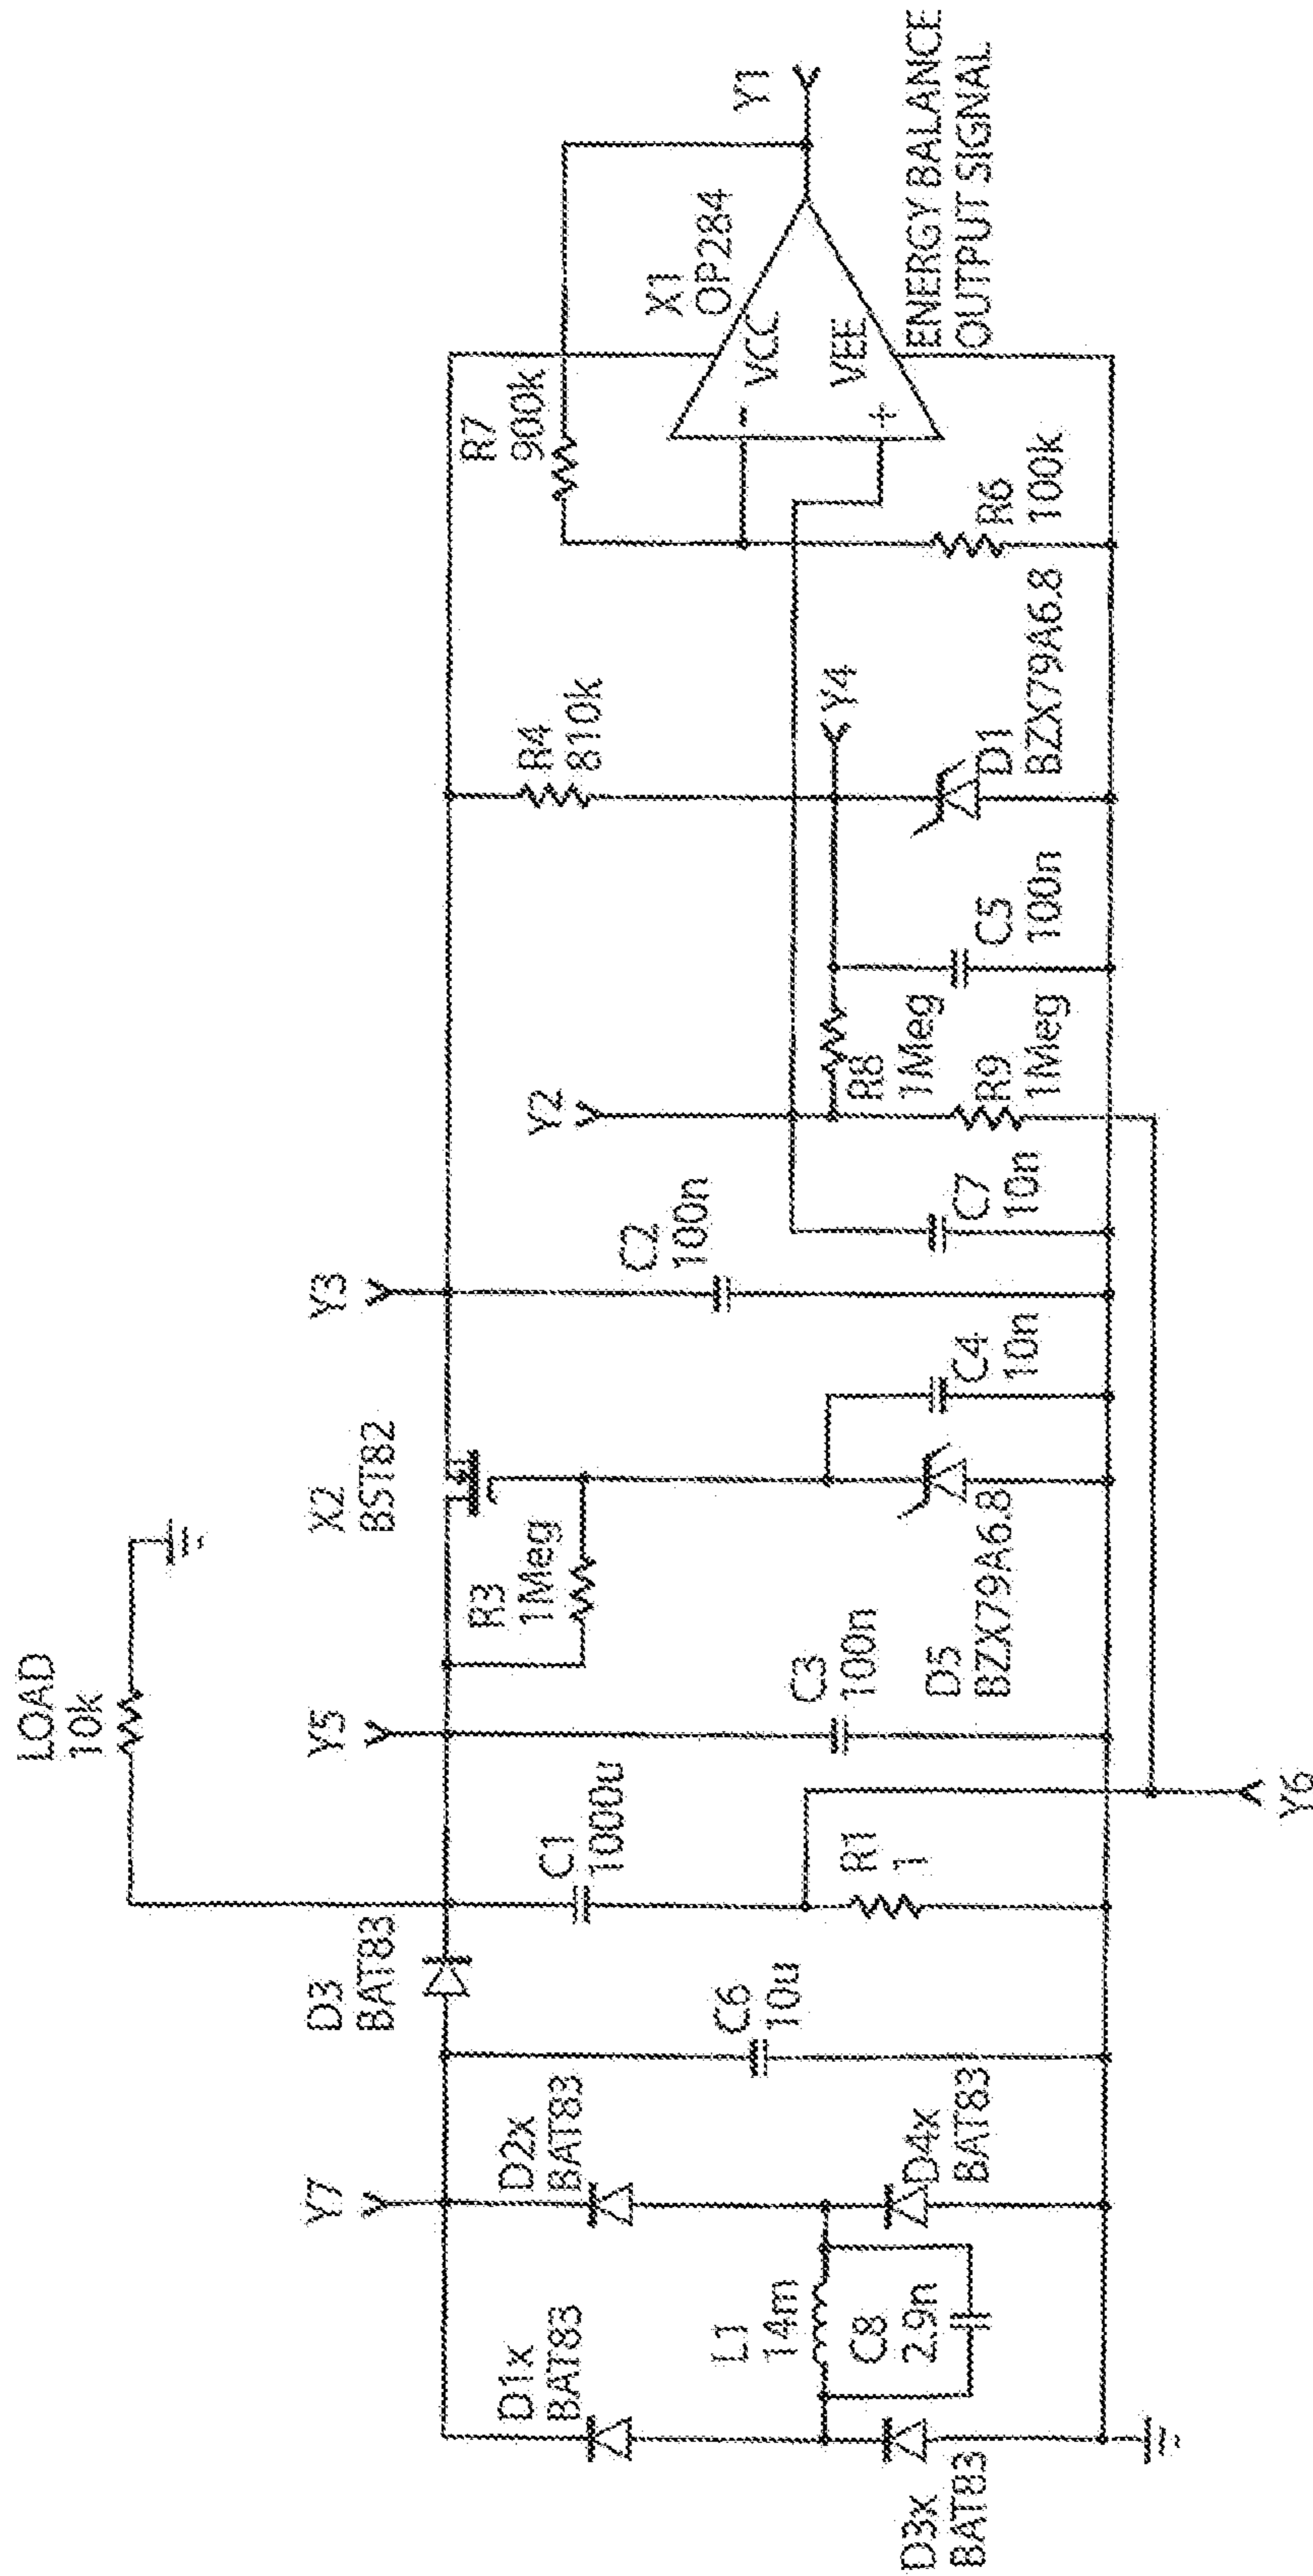 LOAD
10k
Y7
D3
BAT83
Y5
X2
BST82
Y3
D1x
BAT83
D2x
BAT83
C1
1000u
R3
1Meg
Y2
R4
810k
R7
900k
L1
14m
C6
10u
C2
100n
X1
OP284
Y1
C8
2.9n
R1
1
C3
100n
R8
1Meg
Y4
VCC
VEE
-
+
D3x
BAT83
D4x
BAT83
D5
BZX79A6.8
C4
10n
C7
10n
R9
1Meg
C5
100n
D1
BZX79A6.8
R6
100k
ENERGY BALANCE
OUTPUT SIGNAL
Y6